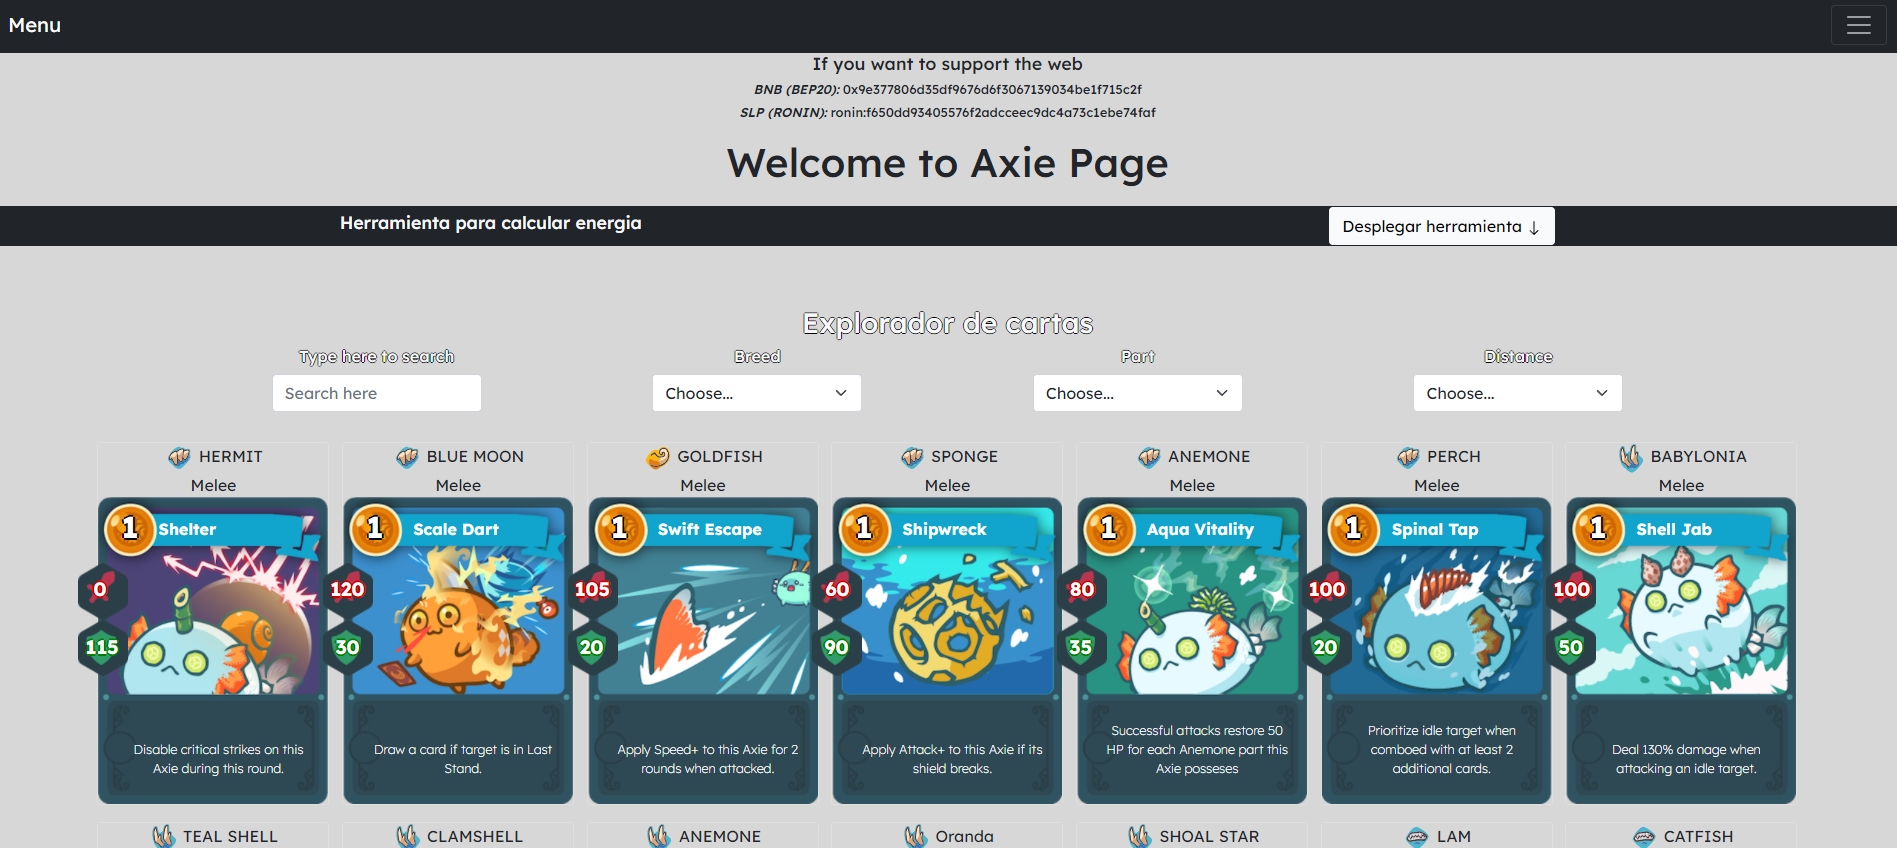 Menu
If you want to support the web
BNB (BEP20): 0x9e377806d35df9676d6f3067139034be1f715c2f
SLP (RONIN): ronin:f650dd93405576f2adcceec9dc4a73c1ebe74faf
Welcome to Axie Page
Herramienta para calcular energia
Desplegar herramienta ↓
Explorador de cartas
Type here to search
Breed
Part
Distance
Search here
Choose...
Choose...
Choose...
HERMIT
Melee
1
Shelter
0
115
Disable critical strikes on this
Axie during this round.
BLUE MOON
Melee
1
Scale Dart
120
30
Draw a card if target is in Last
Stand.
GOLDFISH
Melee
1
Swift Escape
105
20
Apply Speed+ to this Axie for 2
rounds when attacked.
SPONGE
Melee
1
Shipwreck
60
90
Apply Attack+ to this Axie if its
shield breaks.
ANEMONE
Melee
1
Aqua Vitality
80
35
Successful attacks restore 50
HP for each Anemone part this
Axie posseses
PERCH
Melee
1
Spinal Tap
100
20
Prioritize idle target when
comboed with at least 2
additional cards.
BABYLONIA
Melee
1
Shell Jab
100
50
Deal 130% damage when
attacking an idle target.
TEAL SHELL
CLAMSHELL
ANEMONE
Oranda
SHOAL STAR
LAM
CATFISH